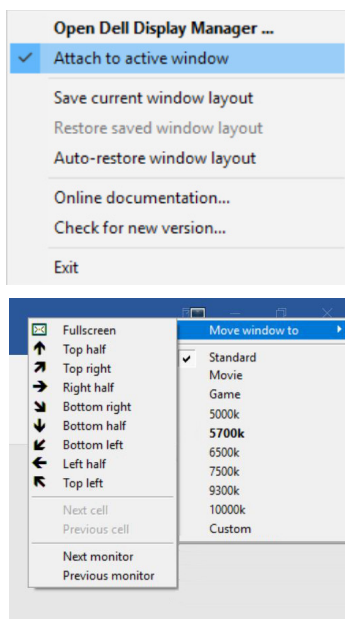 Open Dell Display Manager ...
Attach to active window
Save current window layout
Restore saved window layout
Auto-restore window layout
Online documentation...
Check for new version...
Exit
Fullscreen
Top half
Top right
Right half
Bottom right
Bottom half
Bottom left
Left half
Top left
Next cell
Previous cell
Next monitor
Previous monitor
Move window to
Standard
Movie
Game
5000k
5700k
6500k
7500k
9300k
10000k
Custom